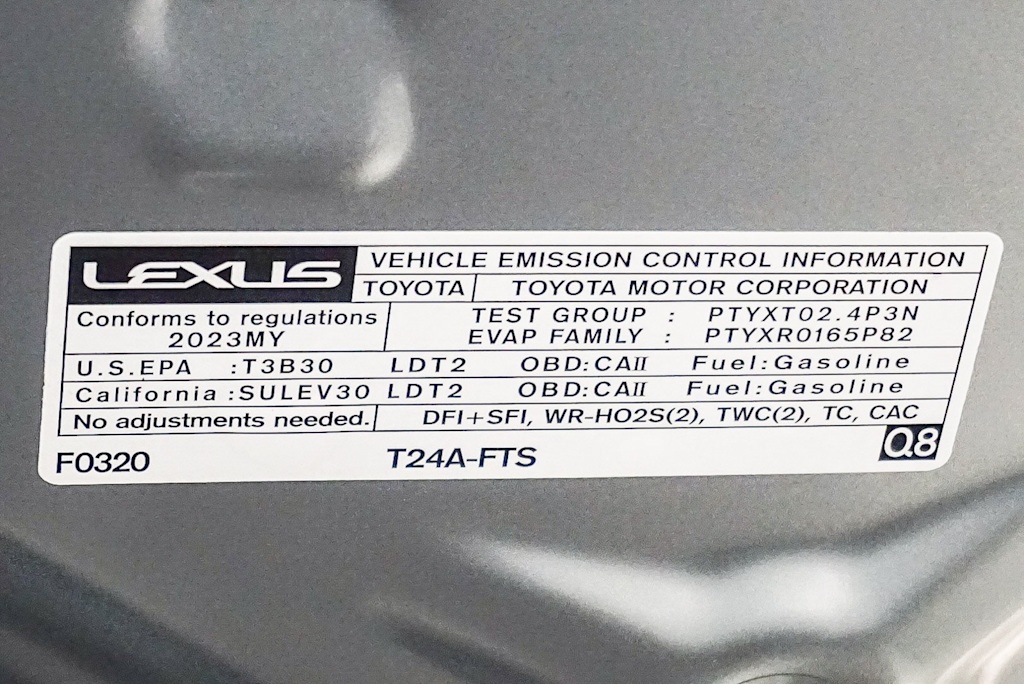 LEXUS
VEHICLE EMISSION CONTROL INFORMATION
TOYOTA TOYOTA MOTOR CORPORATION
Conforms to regulations
2023MY
TEST GROUP : PTYXT02.4P3N
EVAP FAMILY : PTYXR0165P82
U.S.EPA :T3B30 LDT2 OBD:CAII Fuel:Gasoline
California :SULEV30 LDT2 OBD:CAII Fuel:Gasoline
No adjustments needed. DFI+SFI, WR-HO2S(2), TWC(2), TC, CAC
F0320 T24A-FTS Q8